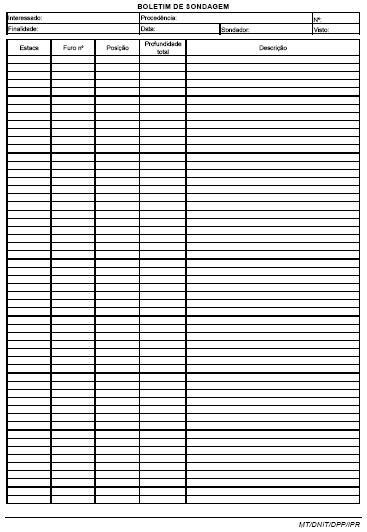 BOLETIM DE SONDAGEM
Interessado: Procedência: Nº:
Finalidade: Data: Sondador: Visto:
Estaca Furo nº Posição Profundidade total Descrição
MT/DNIT/DPP/IPR